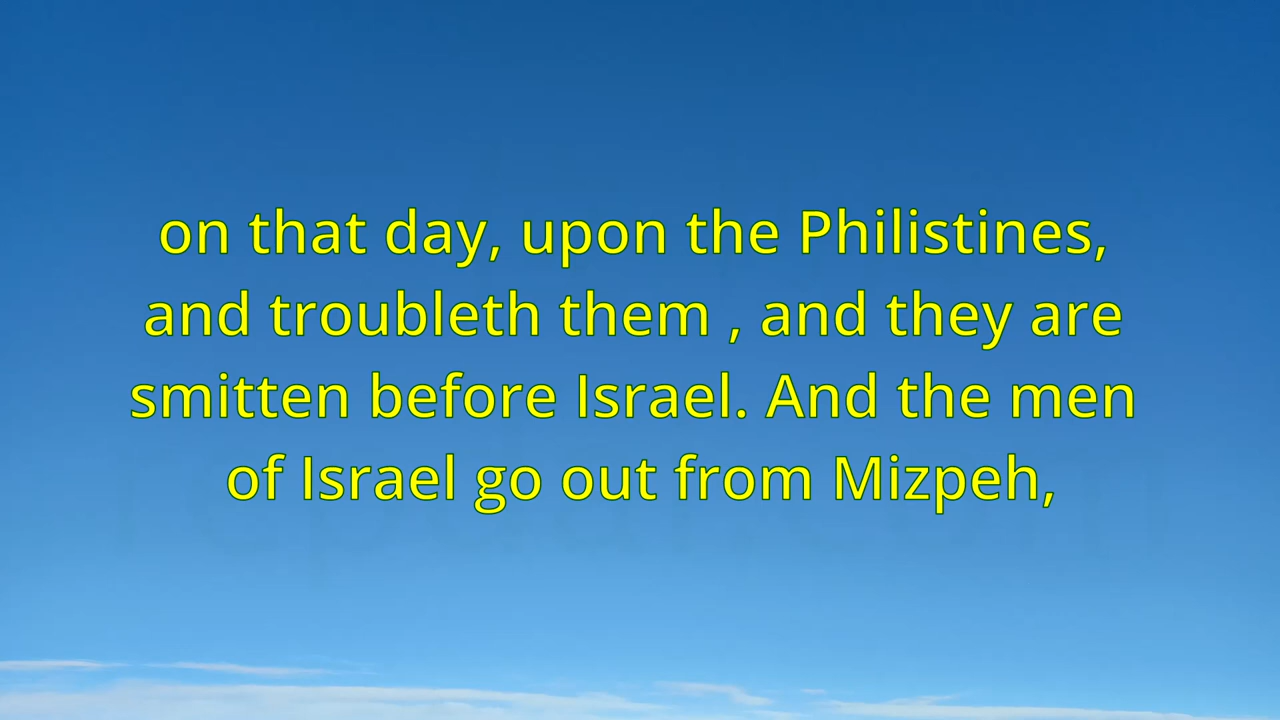 on that day, upon the Philistines,
and troubleth them , and they are
smitten before Israel. And the men
of Israel go out from Mizpeh,